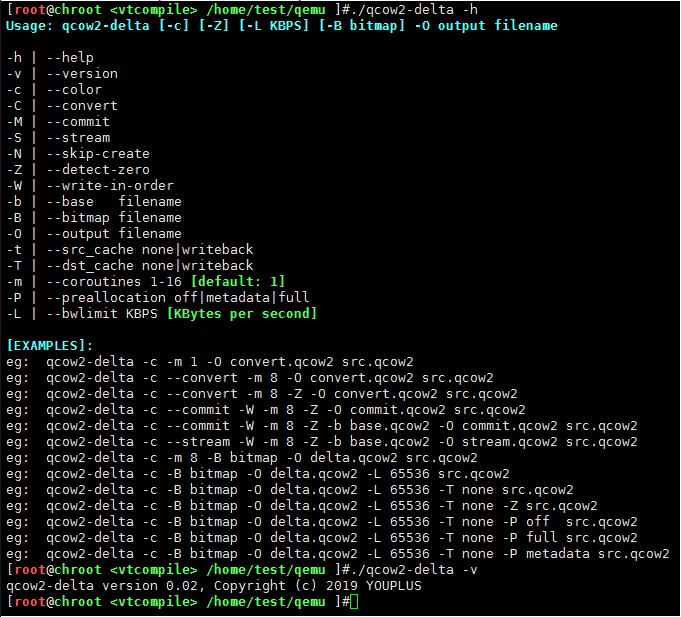 [root@chroot <vtcompile> /home/test/qemu ]#./qcow2-delta -h
Usage: qcow2-delta [-c] [-Z] [-L KBPS] [-B bitmap] -O output filename
-h | --help
-v | --version
-c | --color
-C | --convert
-M | --commit
-S | --stream
-N | --skip-create
-Z | --detect-zero
-W | --write-in-order
-b | --base   filename
-B | --bitmap filename
-O | --output filename
-t | --src_cache none|writeback
-T | --dst_cache none|writeback
-m | --coroutines 1-16 [default: 1]
-P | --preallocation off|metadata|full
-L | --bwlimit KBPS [KBytes per second]
[EXAMPLES]:
eg:  qcow2-delta -c -m 1 -O convert.qcow2 src.qcow2
eg:  qcow2-delta -c --convert -m 8 -O convert.qcow2 src.qcow2
eg:  qcow2-delta -c --convert -m 8 -Z -O convert.qcow2 src.qcow2
eg:  qcow2-delta -c --commit -W -m 8 -Z -O commit.qcow2 src.qcow2
eg:  qcow2-delta -c --commit -W -m 8 -Z -b base.qcow2 -O commit.qcow2 src.qcow2
eg:  qcow2-delta -c --stream -W -m 8 -Z -b base.qcow2 -O stream.qcow2 src.qcow2
eg:  qcow2-delta -c -m 8 -B bitmap -O delta.qcow2 src.qcow2
eg:  qcow2-delta -c -B bitmap -O delta.qcow2 -L 65536 src.qcow2
eg:  qcow2-delta -c -B bitmap -O delta.qcow2 -L 65536 -T none src.qcow2
eg:  qcow2-delta -c -B bitmap -O delta.qcow2 -L 65536 -T none -Z src.qcow2
eg:  qcow2-delta -c -B bitmap -O delta.qcow2 -L 65536 -T none -P off  src.qcow2
eg:  qcow2-delta -c -B bitmap -O delta.qcow2 -L 65536 -T none -P full src.qcow2
eg:  qcow2-delta -c -B bitmap -O delta.qcow2 -L 65536 -T none -P metadata src.qcow2
[root@chroot <vtcompile> /home/test/qemu ]#./qcow2-delta -v
qcow2-delta version 0.02, Copyright (c) 2019 YOUPLUS
[root@chroot <vtcompile> /home/test/qemu ]#